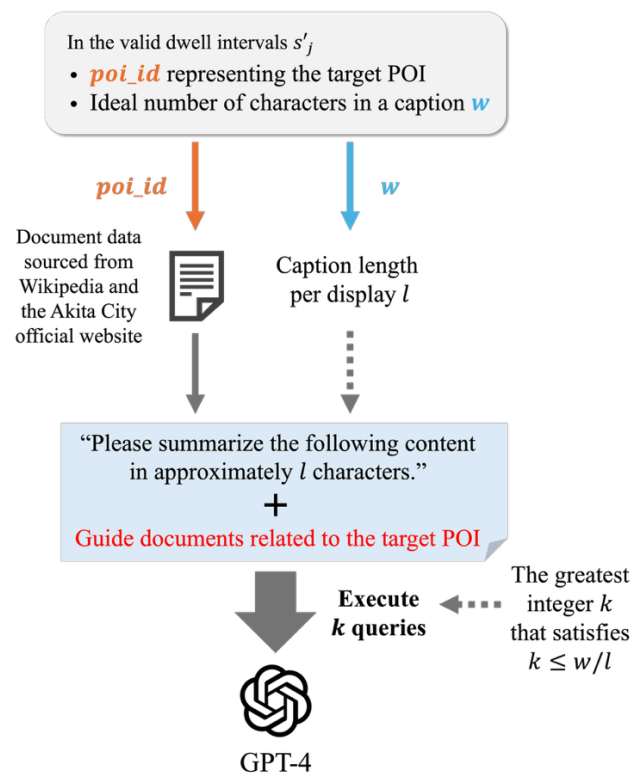 In the valid dwell intervals s′_j
• poi_id representing the target POI
• Ideal number of characters in a caption w
poi_id
w
Document data
sourced from
Wikipedia and
the Akita City
official website
Caption length
per display l
“Please summarize the following content
in approximately l characters.”
+
Guide documents related to the target POI
Execute
k queries
The greatest
integer k
that satisfies
k ≤ w/l
GPT-4